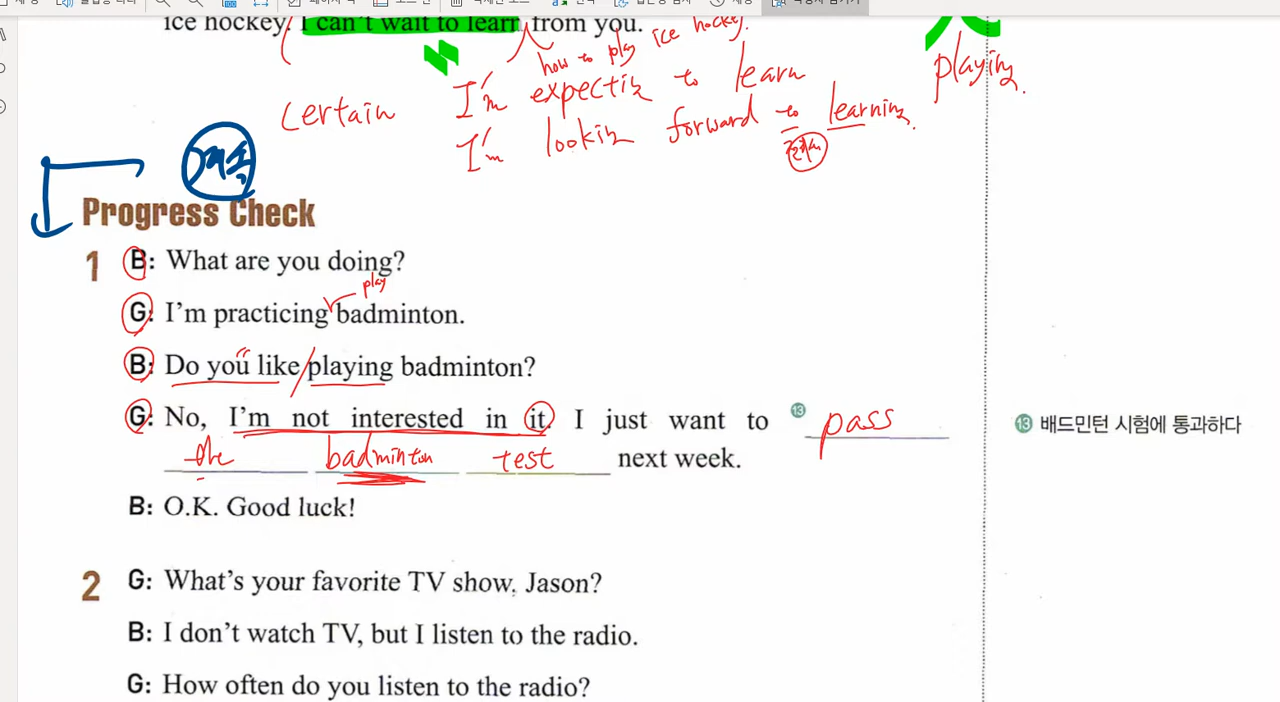 ice hockey. I can't wait to learn from you.
how to play ice hockey.
playing.
certain I'm expecting to learn
I'm looking forward to learning.
Progress Check
1 B: What are you doing?
play
G: I'm practicing badminton.
B: Do you like / playing badminton?
G: No, I'm not interested in it. I just want to ⑬ pass
⑬ 배드민턴 시험에 통과하다
the badminton test next week.
B: O.K. Good luck!
2 G: What's your favorite TV show, Jason?
B: I don't watch TV, but I listen to the radio.
G: How often do you listen to the radio?